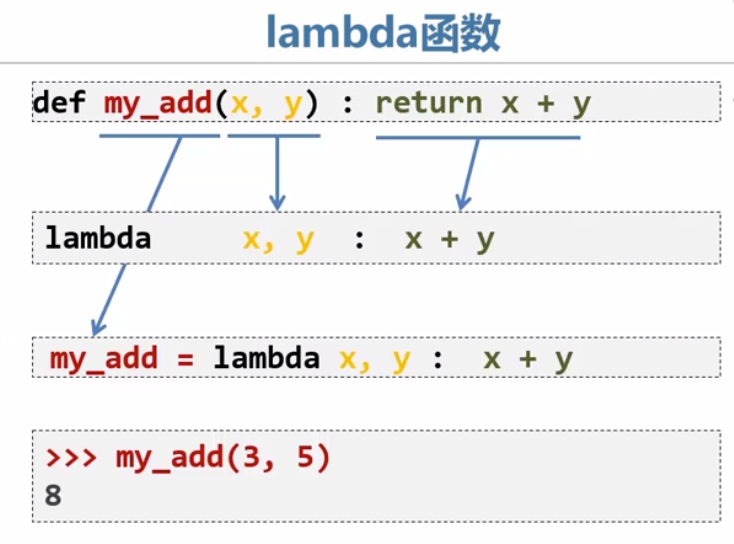 lambda函数
def my_add(x, y) : return x + y
lambda x, y : x + y
my_add = lambda x, y : x + y
>>> my_add(3, 5)
8